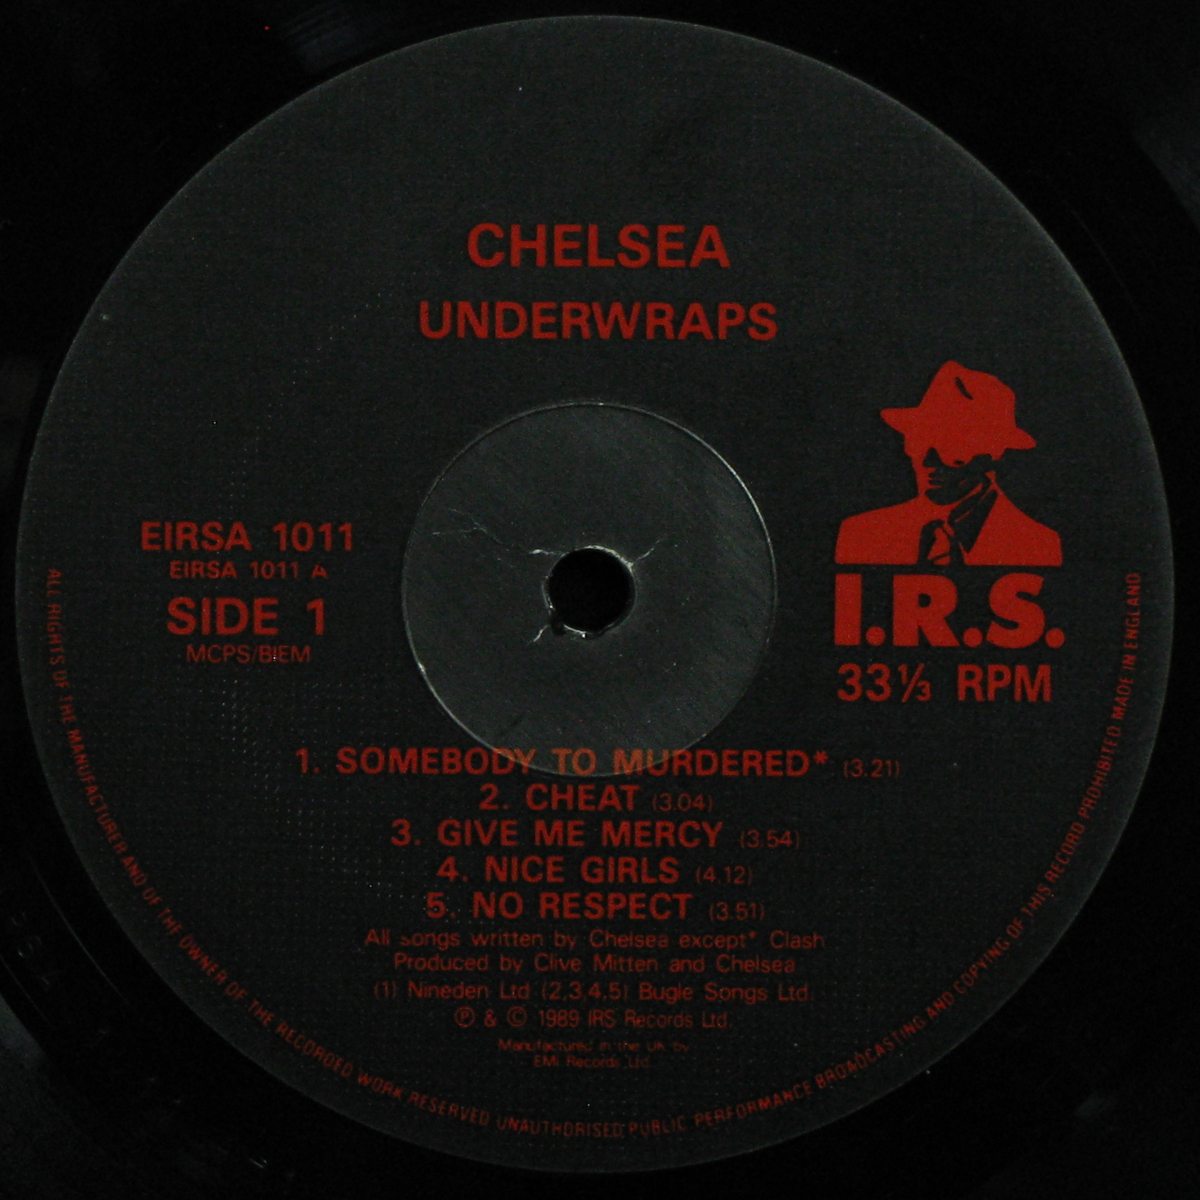 CHELSEA
UNDERWRAPS
EIRSA 1011
EIRSA 1011 A
SIDE 1
MCPS/BIEM
I.R.S.
33⅓ RPM
1. SOMEBODY TO MURDERED* (3.21)
2. CHEAT (3.04)
3. GIVE ME MERCY (3.54)
4. NICE GIRLS (4.12)
5. NO RESPECT (3.51)
All songs written by Chelsea except* Clash
Produced by Clive Mitten and Chelsea
(1) Nineden Ltd (2,3,4,5) Bugle Songs Ltd.
℗ & © 1989 IRS Records Ltd.
Manufactured in the UK by
EMI Records Ltd.
ALL RIGHTS OF THE MANUFACTURER AND OF THE OWNER OF THE RECORDED WORK RESERVED UNAUTHORISED PUBLIC PERFORMANCE BROADCASTING AND COPYING OF THIS RECORD PROHIBITED MADE IN ENGLAND